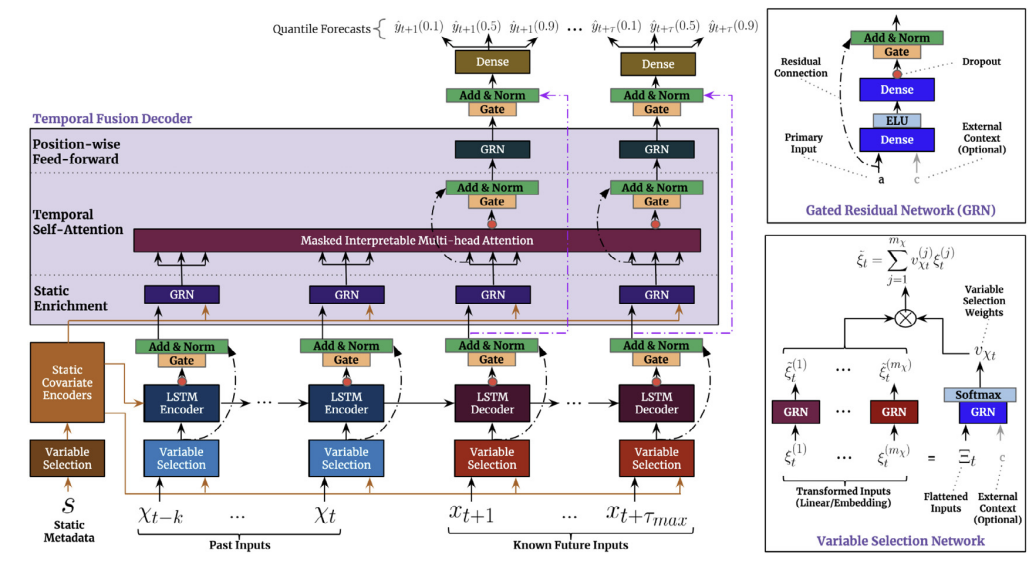 Quantile Forecasts { ŷt+1(0.1) ŷt+1(0.5) ŷt+1(0.9) ... ŷt+τ(0.1) ŷt+τ(0.5) ŷt+τ(0.9)
Dense Dense
Add & Norm Add & Norm
Gate Gate
Temporal Fusion Decoder
Position-wise
Feed-forward
GRN GRN
Add & Norm Add & Norm
Gate Gate
Temporal
Self-Attention
Masked Interpretable Multi-head Attention
Static
Enrichment
GRN GRN GRN GRN
Add & Norm Add & Norm Add & Norm Add & Norm
Gate Gate Gate Gate
Static
Covariate
Encoders
LSTM
Encoder
...
LSTM
Encoder
LSTM
Decoder
...
LSTM
Decoder
Variable
Selection
Variable
Selection
Variable
Selection
Variable
Selection
Variable
Selection
s
Static
Metadata
χt−k ... χt xt+1 ... xt+τmax
Past Inputs Known Future Inputs
Add & Norm
Gate
Residual
Connection
Dropout
Dense
ELU
Dense
Primary
Input
External
Context
(Optional)
a c
Gated Residual Network (GRN)
ξ̃t = ∑ j=1 mχ vχt(j) ξ̃t(j)
Variable
Selection
Weights
vχt
ξ̃t(1) ... ξ̃t(mχ)
Softmax
GRN ... GRN GRN
ξt(1) ... ξt(mχ) = Ξt c
Transformed Inputs
(Linear/Embedding)
Flattened
Inputs
External
Context
(Optional)
Variable Selection Network